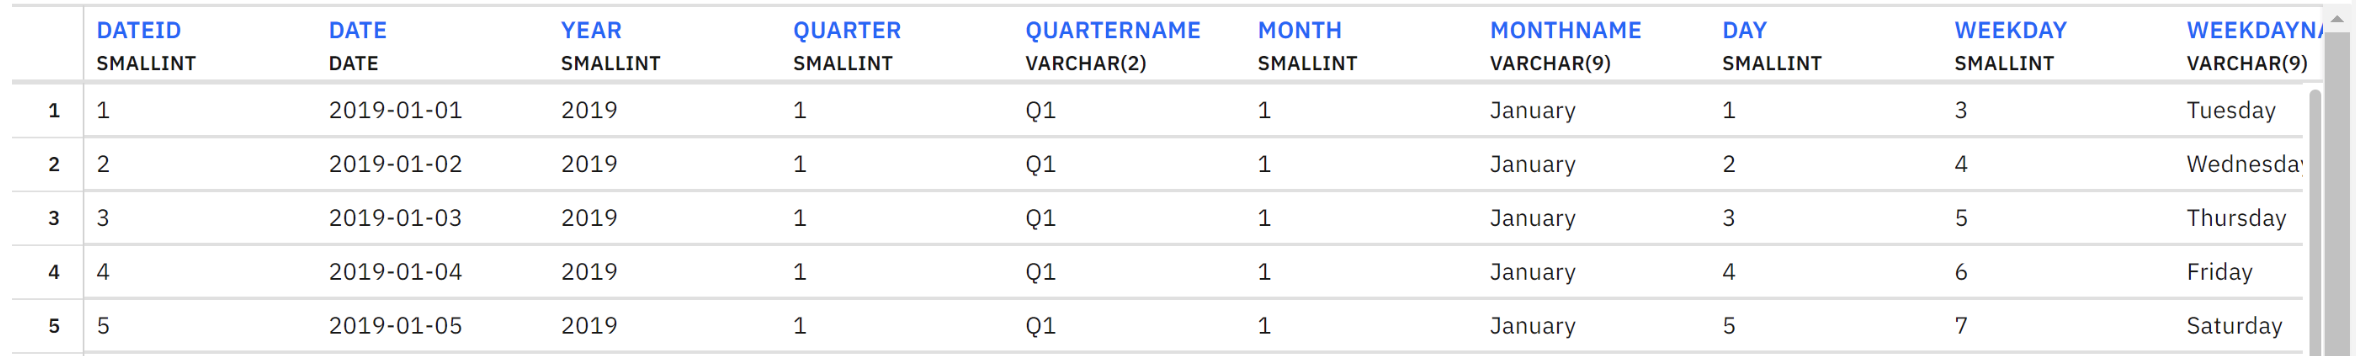 DATEID DATE YEAR QUARTER QUARTERNAME MONTH MONTHNAME DAY WEEKDAY WEEKDAYNA
SMALLINT DATE SMALLINT SMALLINT VARCHAR(2) SMALLINT VARCHAR(9) SMALLINT SMALLINT VARCHAR(9)
1 1 2019-01-01 2019 1 Q1 1 January 1 3 Tuesday
2 2 2019-01-02 2019 1 Q1 1 January 2 4 Wednesday
3 3 2019-01-03 2019 1 Q1 1 January 3 5 Thursday
4 4 2019-01-04 2019 1 Q1 1 January 4 6 Friday
5 5 2019-01-05 2019 1 Q1 1 January 5 7 Saturday